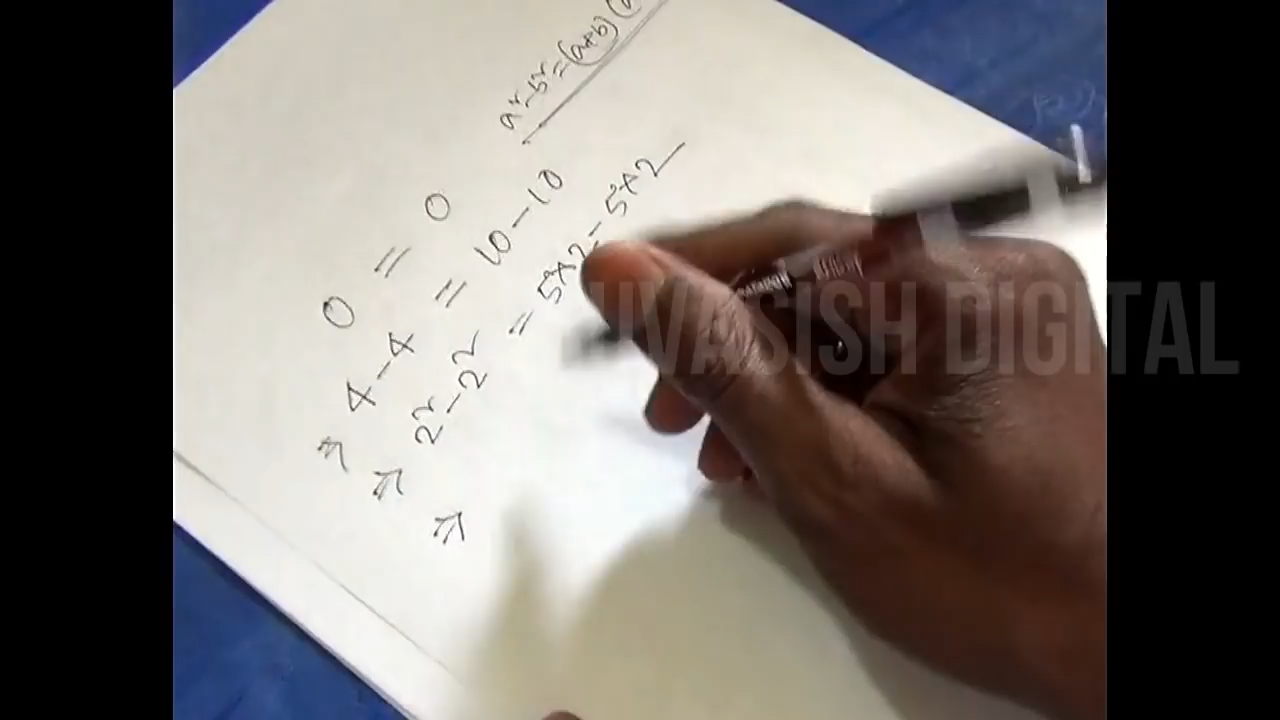 a² - b² = (a+b) (
0 = 0
⇒ 4 - 4 = 10 - 10
⇒ 2² - 2² = 5×2 - 5×2
⇒
UVASISH DIGITAL